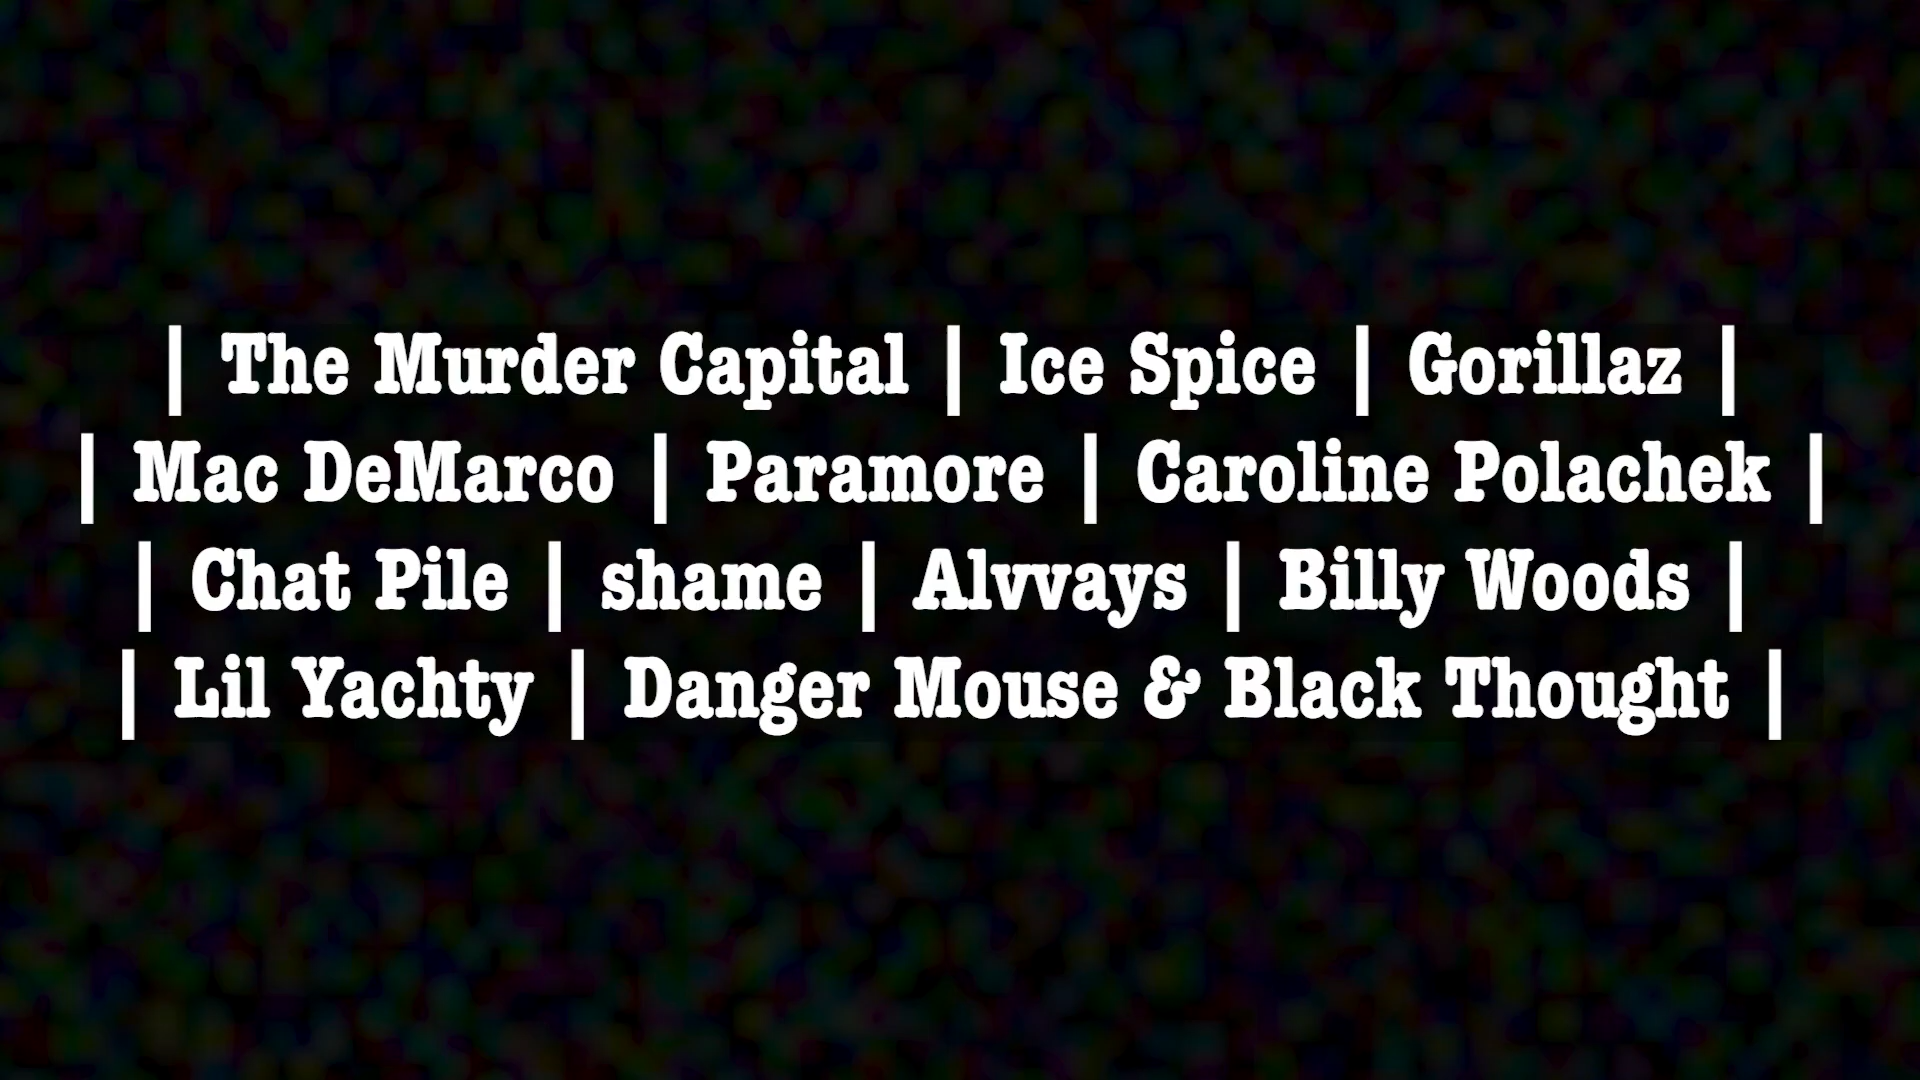 | The Murder Capital | Ice Spice | Gorillaz |
| Mac DeMarco | Paramore | Caroline Polachek |
| Chat Pile | shame | Alvvays | Billy Woods |
| Lil Yachty | Danger Mouse & Black Thought |